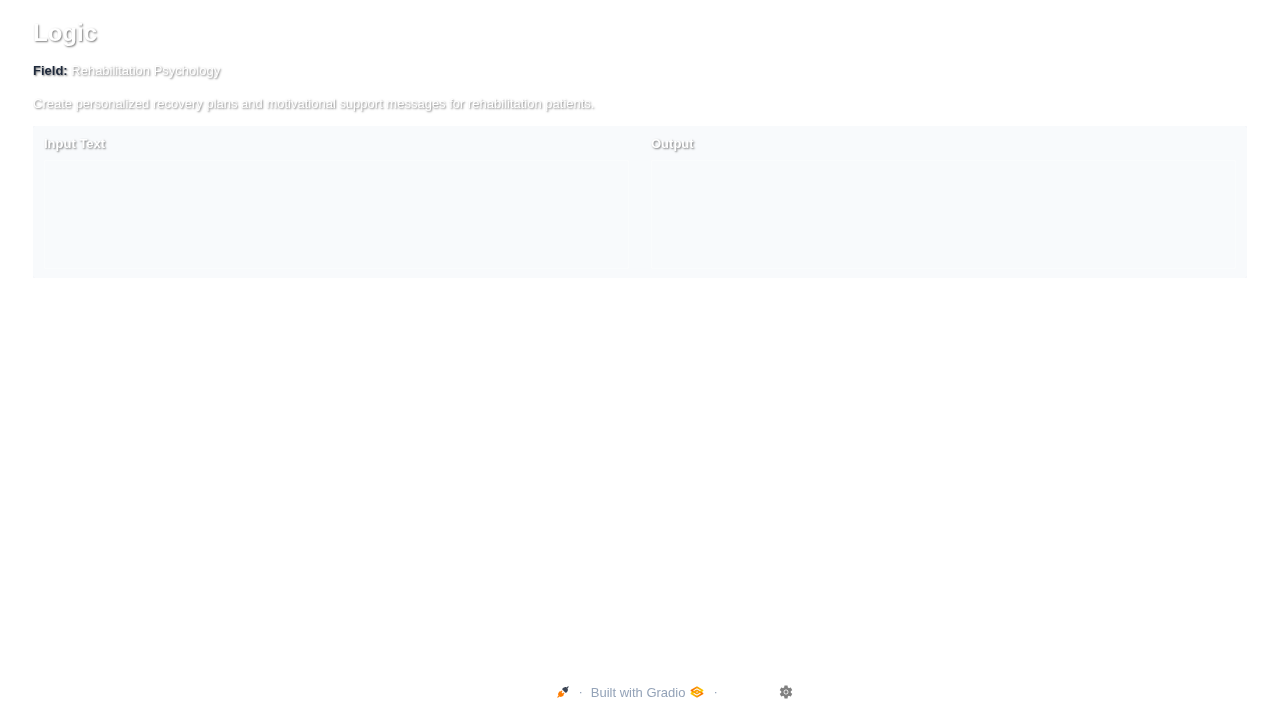 Logic
Field: Rehabilitation Psychology
Create personalized recovery plans and motivational support messages for rehabilitation patients.
Input Text
Output
· Built with Gradio ·